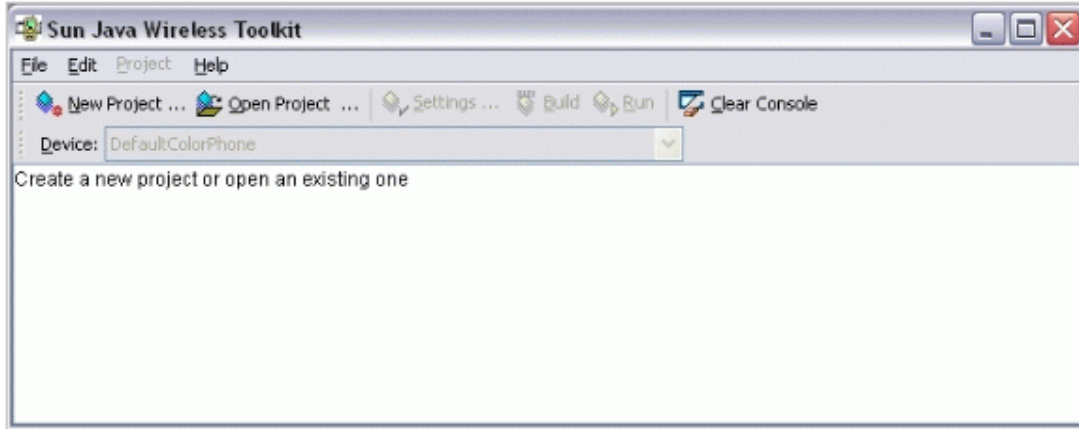 Sun Java Wireless Toolkit
File Edit Project Help
New Project ... Open Project ... Settings ... Build Run Clear Console
Device: DefaultColorPhone
Create a new project or open an existing one